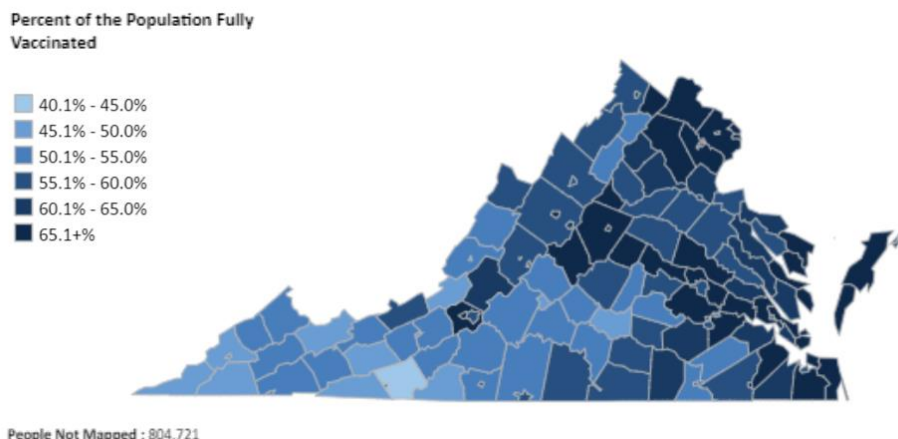 Percent of the Population Fully
Vaccinated
40.1% - 45.0%
45.1% - 50.0%
50.1% - 55.0%
55.1% - 60.0%
60.1% - 65.0%
65.1+%
People Not Mapped : 804,721